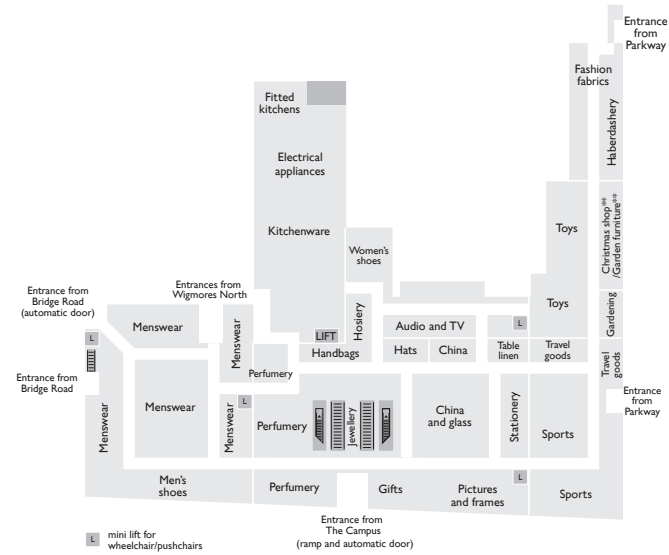 Entrance
from
Parkway
Fashion
fabrics
Haberdashery
Fitted
kitchens
Electrical
appliances
Kitchenware
Women's
shoes
Toys
Christmas shop**
/Garden furniture**
Entrance from
Bridge Road
(automatic door)
Entrances from
Wigmores North
Menswear
Menswear
LIFT
Hosiery
Handbags
Audio and TV
L
Toys
Gardening
Hats
China
Table
linen
Travel
goods
Travel
goods
L
Entrance from
Bridge Road
Perfumery
Menswear
Menswear
Menswear
L
Perfumery
Jewellery
China
and glass
Stationery
Sports
Entrance
from
Parkway
Men's
shoes
Perfumery
Gifts
Pictures
and frames
L
Sports
Entrance from
The Campus
(ramp and automatic door)
L
mini lift for
wheelchair/pushchairs